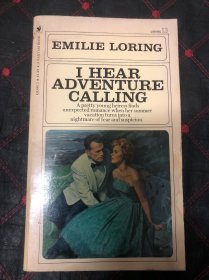 EMILIE LORING
I HEAR
ADVENTURE
CALLING
A pretty young heiress finds
unexpected romance when her summer
vacation turns into a
nightmare of fear and suspicion